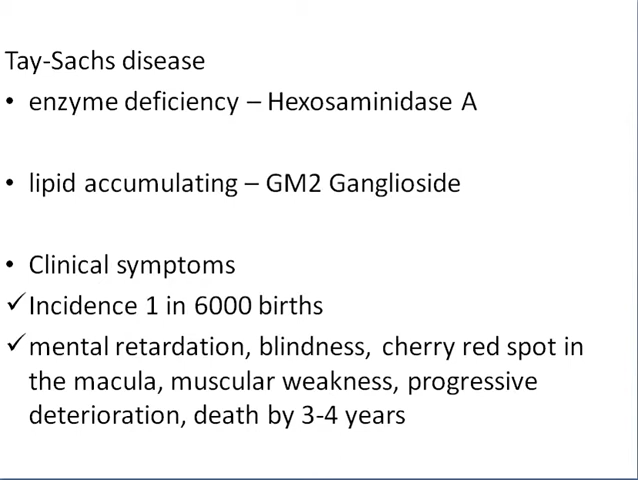 Tay-Sachs disease
• enzyme deficiency – Hexosaminidase A
• lipid accumulating – GM2 Ganglioside
• Clinical symptoms
✓Incidence 1 in 6000 births
✓mental retardation, blindness, cherry red spot in
the macula, muscular weakness, progressive
deterioration, death by 3-4 years